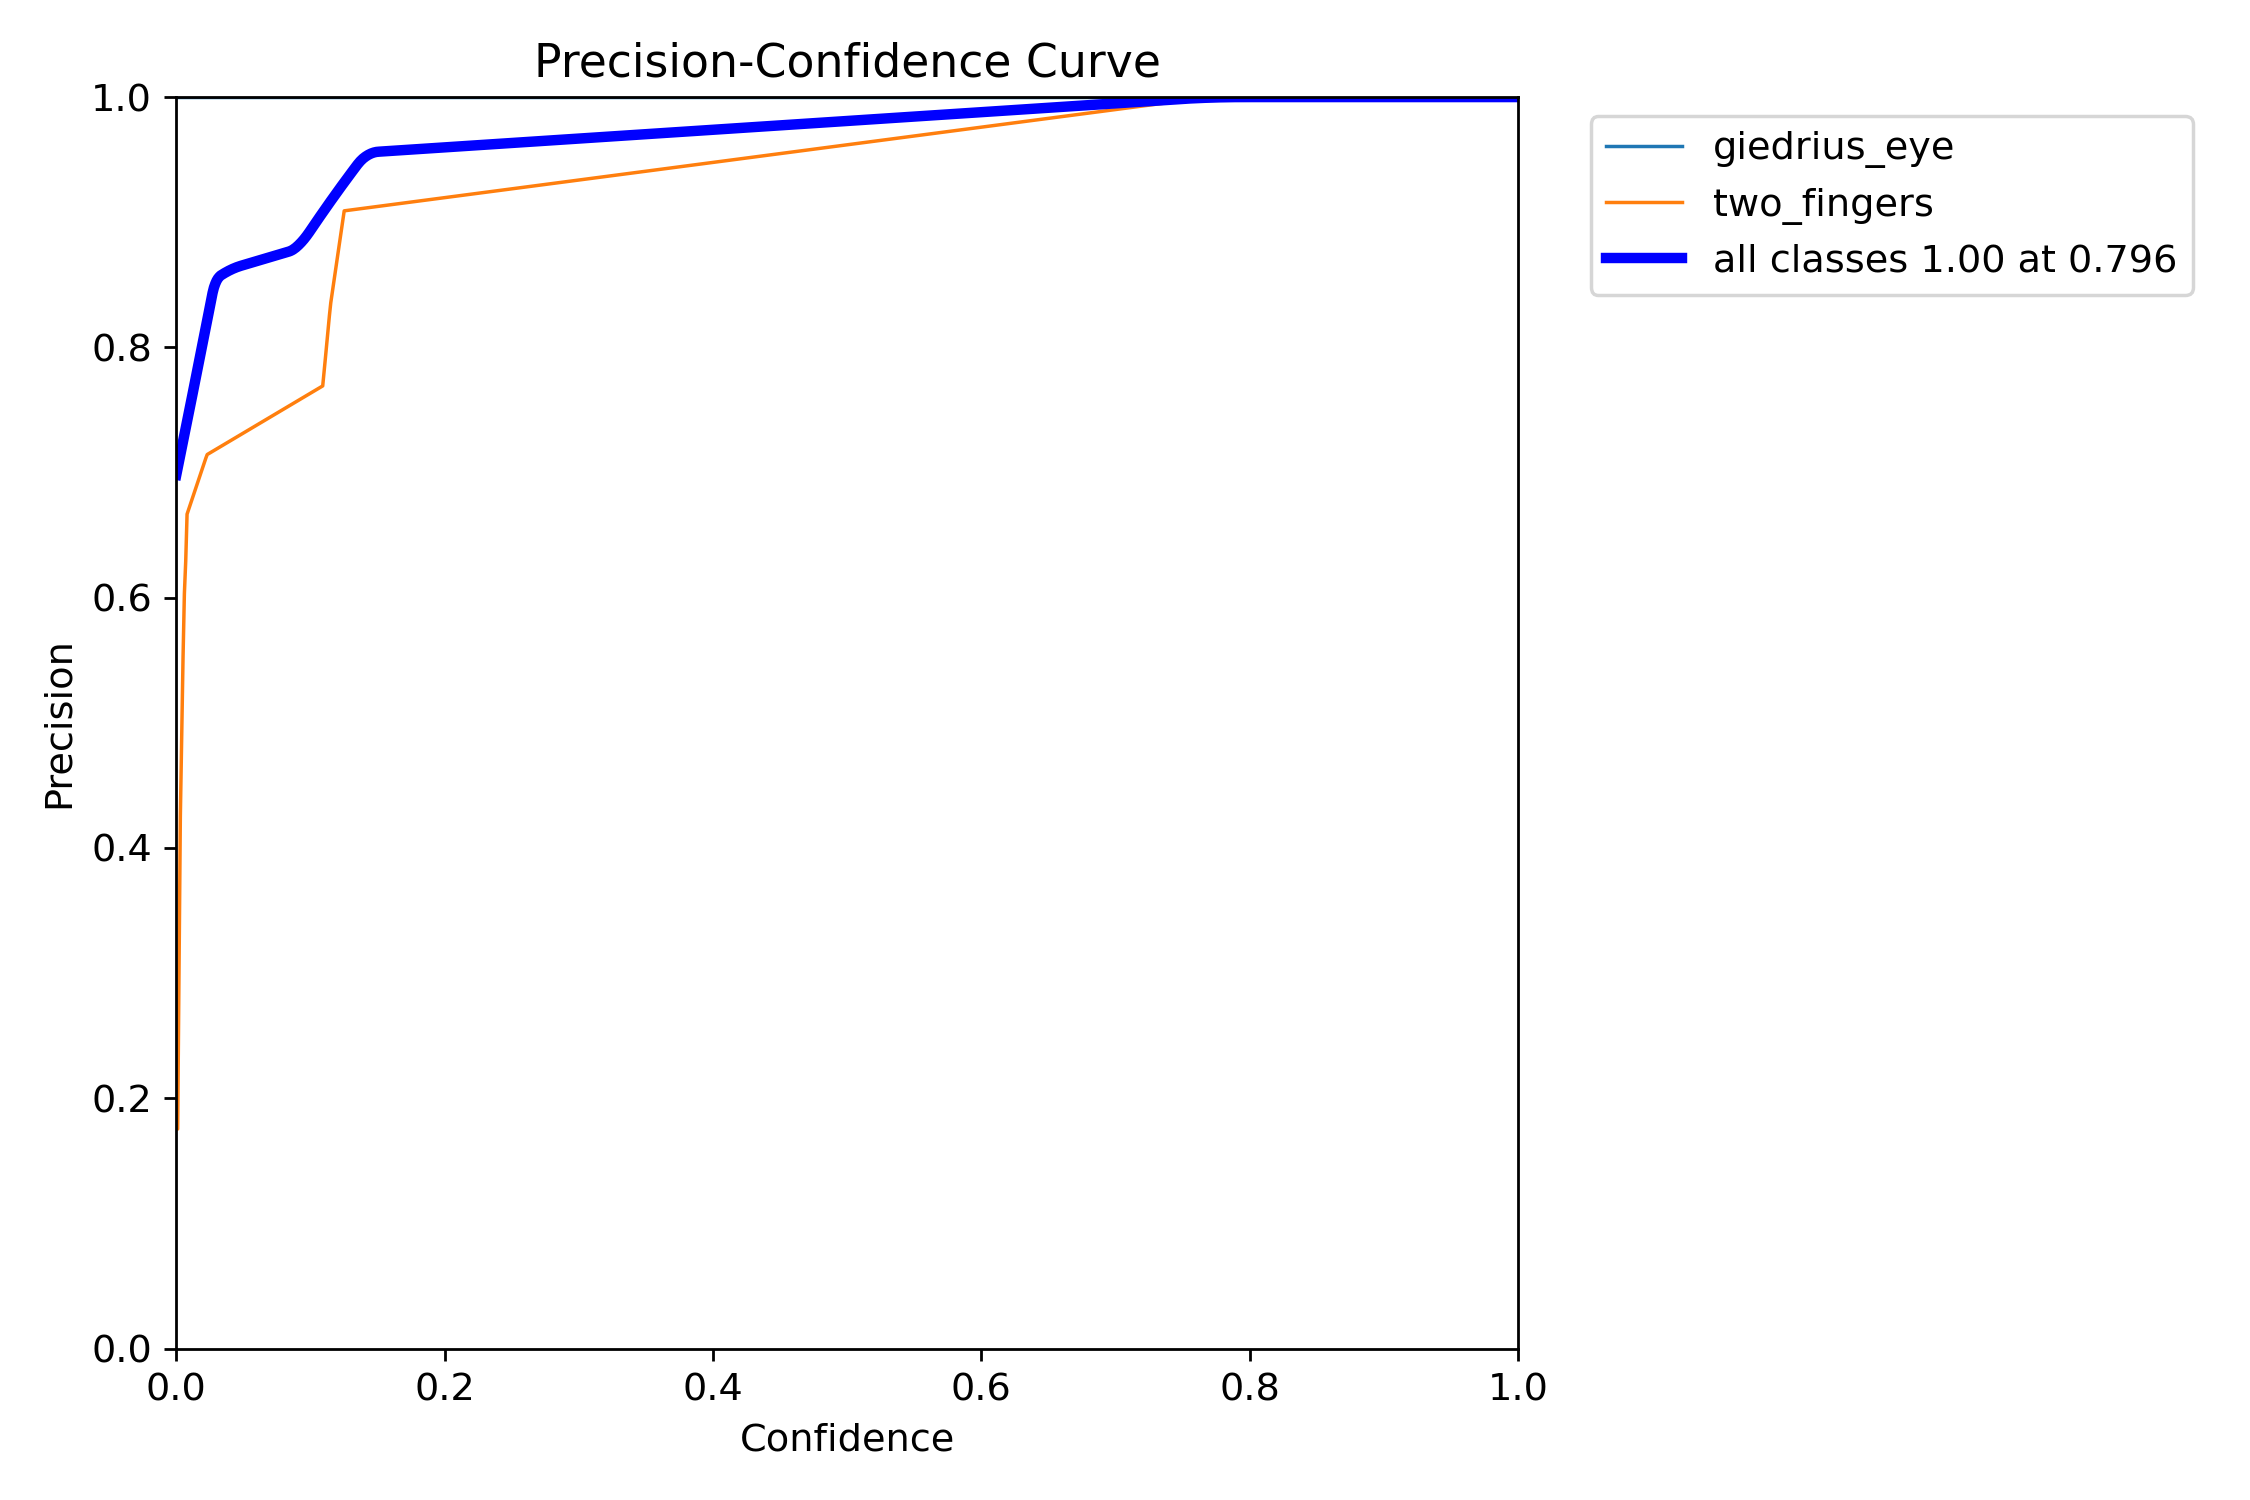 Precision-Confidence Curve
1.0
0.8
0.6
0.4
0.2
0.0
Precision
0.0 0.2 0.4 0.6 0.8 1.0
Confidence
giedrius_eye
two_fingers
all classes 1.00 at 0.796